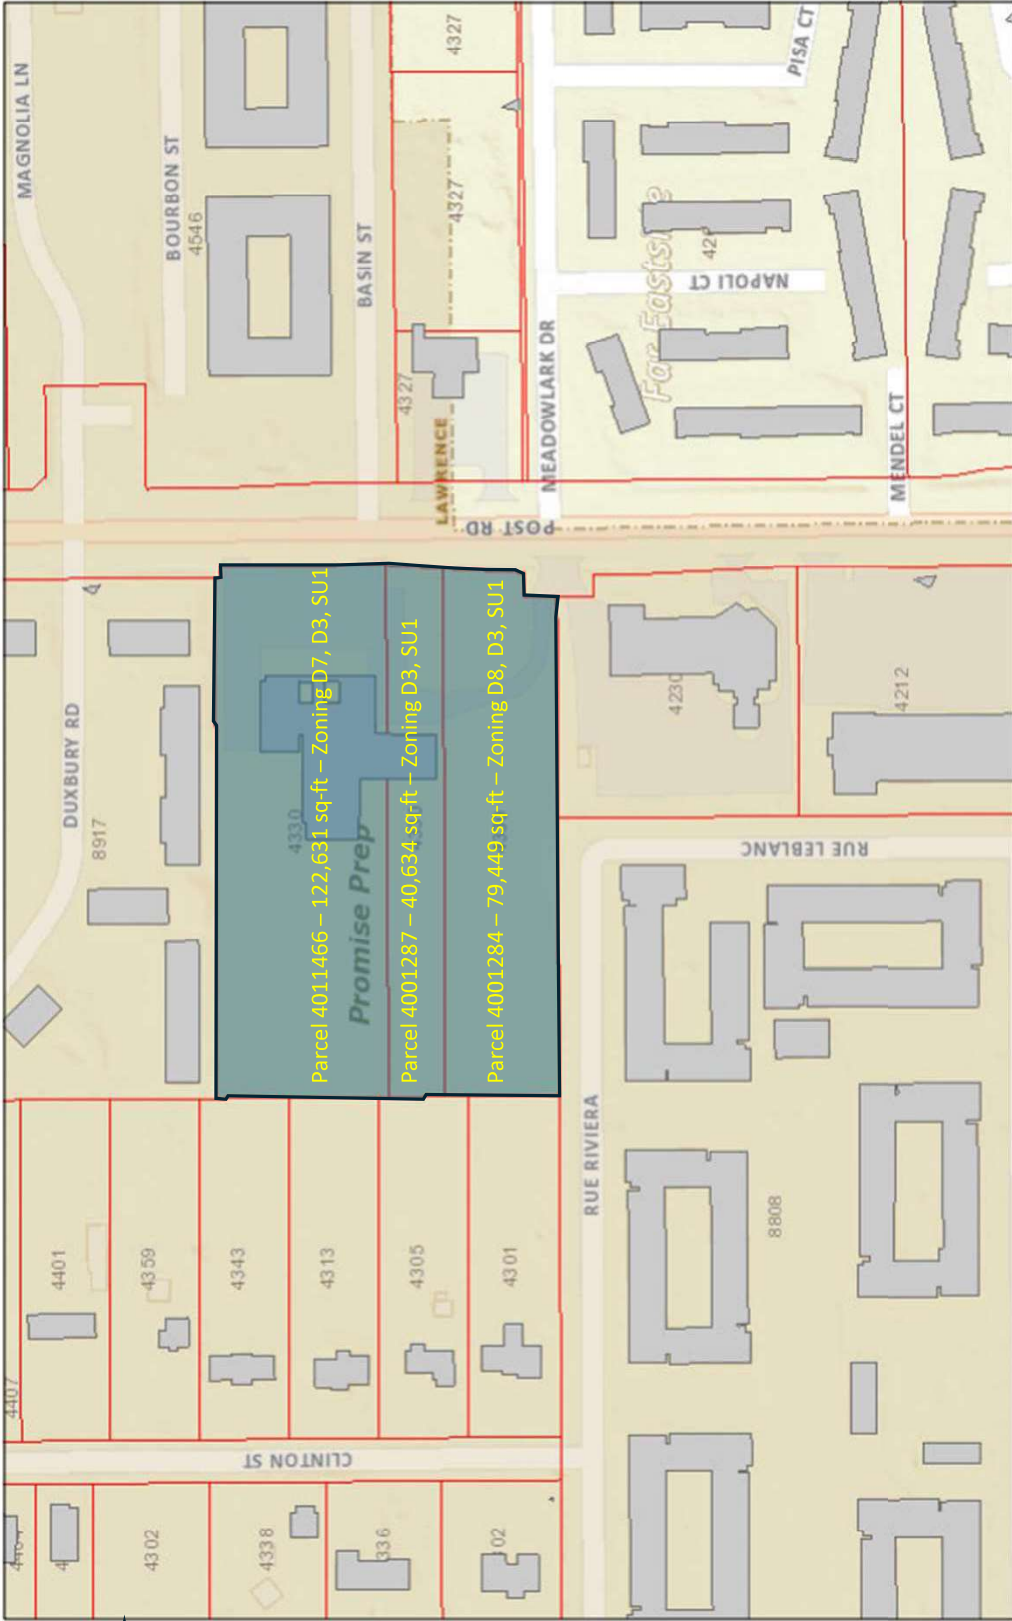 MAGNOLIA LN
BOURBON ST
4546
BASIN ST
4327
4327
4327
LAWRENCE
MEADOWLARK DR
PISA CT
Far Eastside
NAPOLI CT
MENDEL CT
POST RD
DUXBURY RD
8917
4330
Promise Prep
Parcel 4011466 – 122,631 sq-ft – Zoning D7, D3, SU1
Parcel 4001287 – 40,634 sq-ft – Zoning D3, SU1
Parcel 4001284 – 79,449 sq-ft – Zoning D8, D3, SU1
4230
4212
RUE LEBLANC
RUE RIVIERA
8808
4401
4359
4343
4313
4305
4301
4407
CLINTON ST
4302
4338